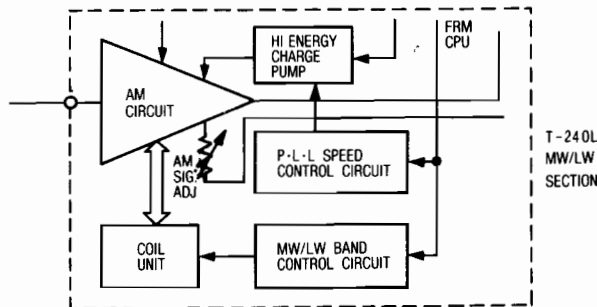 FRM
CPU
HI ENERGY
CHARGE
PUMP
AM
CIRCUIT
AM
SIG.
ADJ
P·L·L SPEED
CONTROL CIRCUIT
T-240L
MW/LW
SECTION
COIL
UNIT
MW/LW BAND
CONTROL CIRCUIT